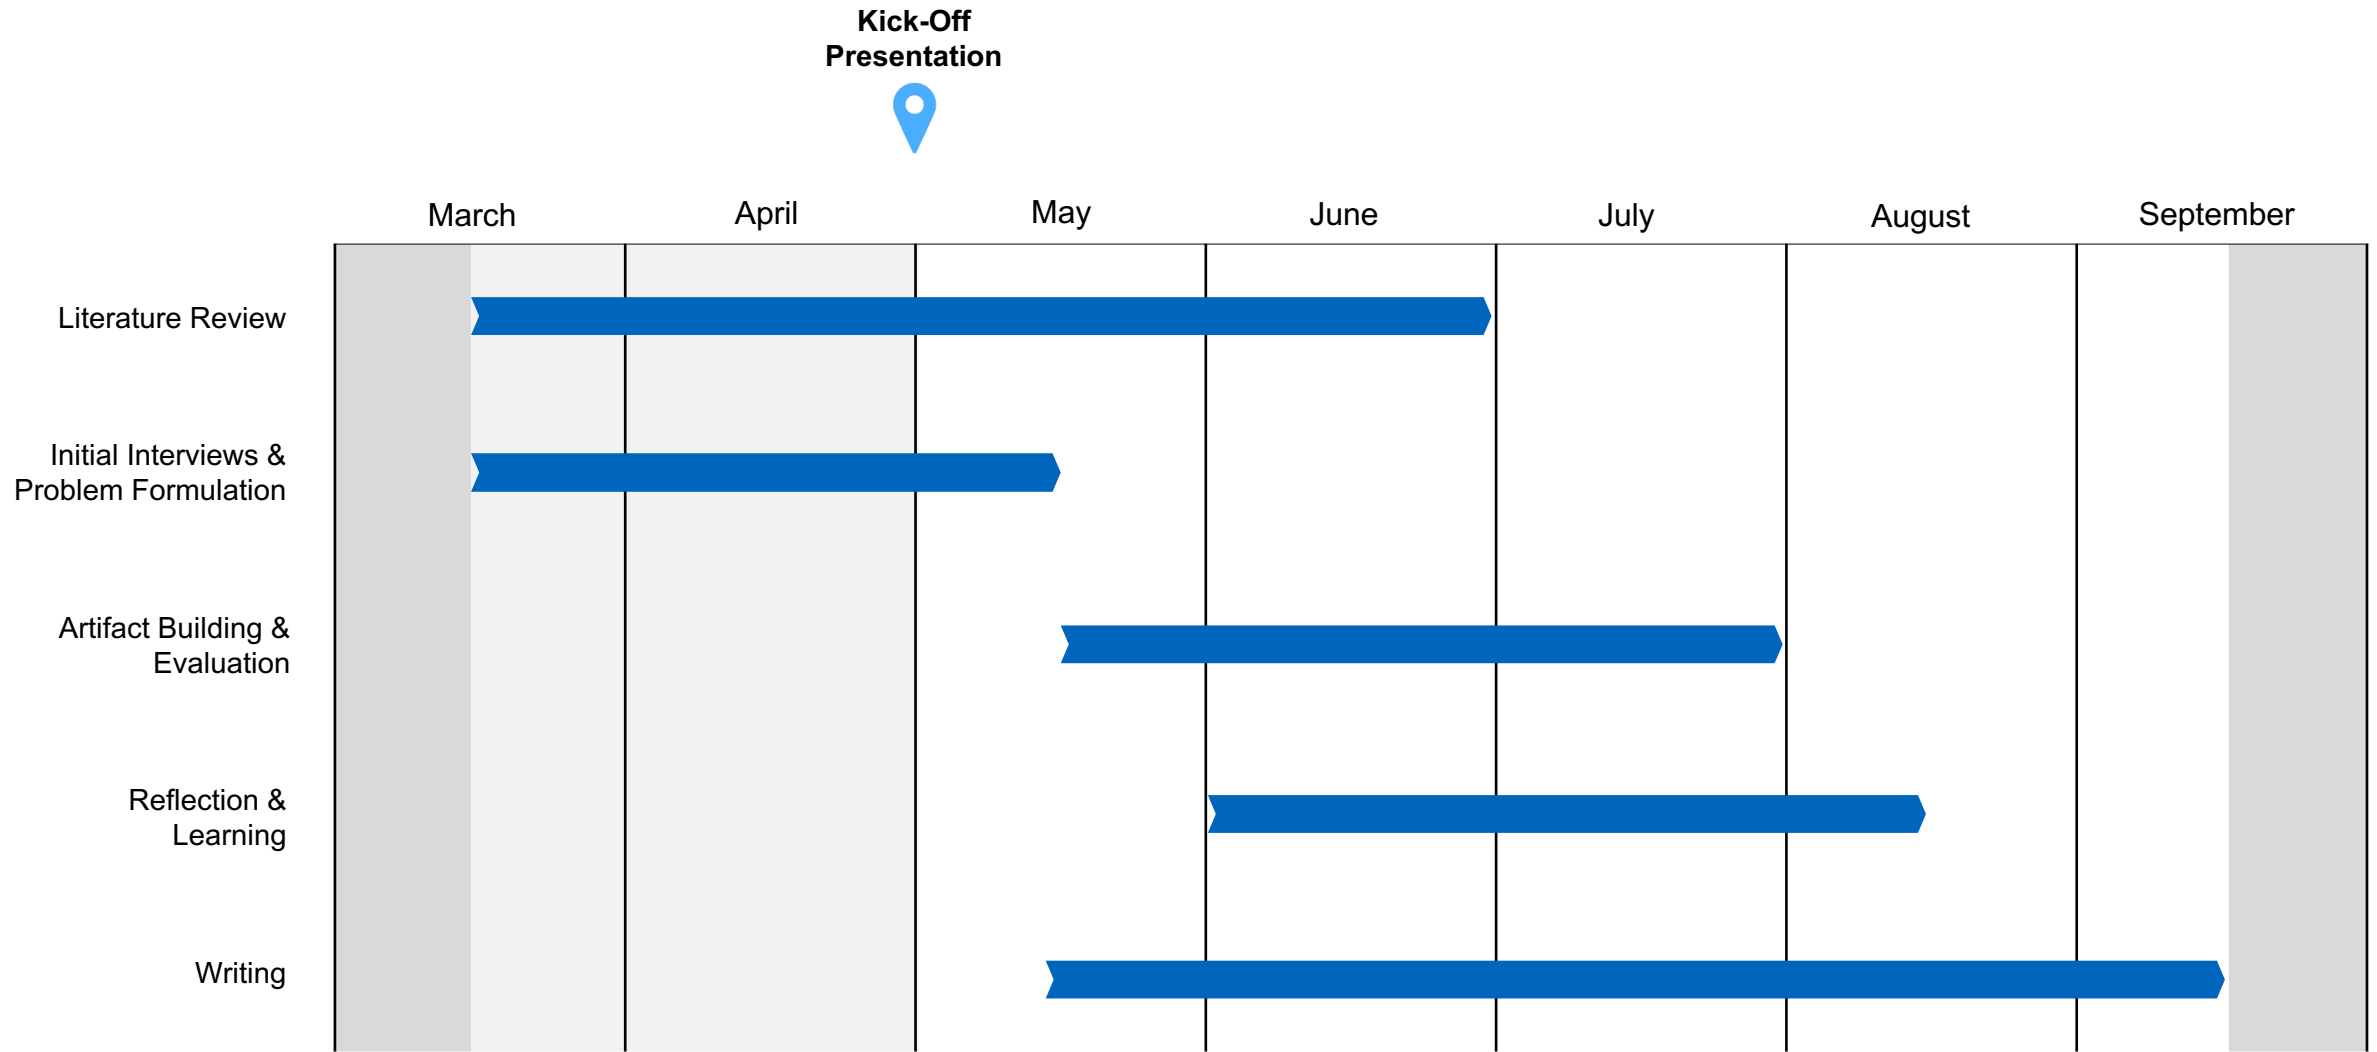 Kick-Off
Presentation
March
April
May
June
July
August
September
Literature Review
Initial Interviews &
Problem Formulation
Artifact Building &
Evaluation
Reflection &
Learning
Writing